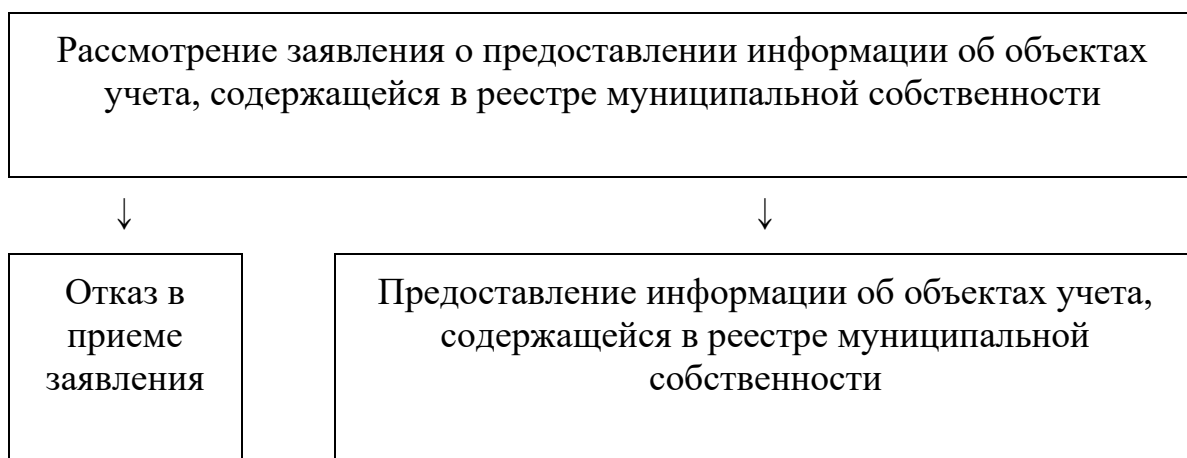 Рассмотрение заявления о предоставлении информации об объектах
учета, содержащейся в реестре муниципальной собственности
↓
↓
Отказ в
приеме
заявления
Предоставление информации об объектах учета,
содержащейся в реестре муниципальной
собственности